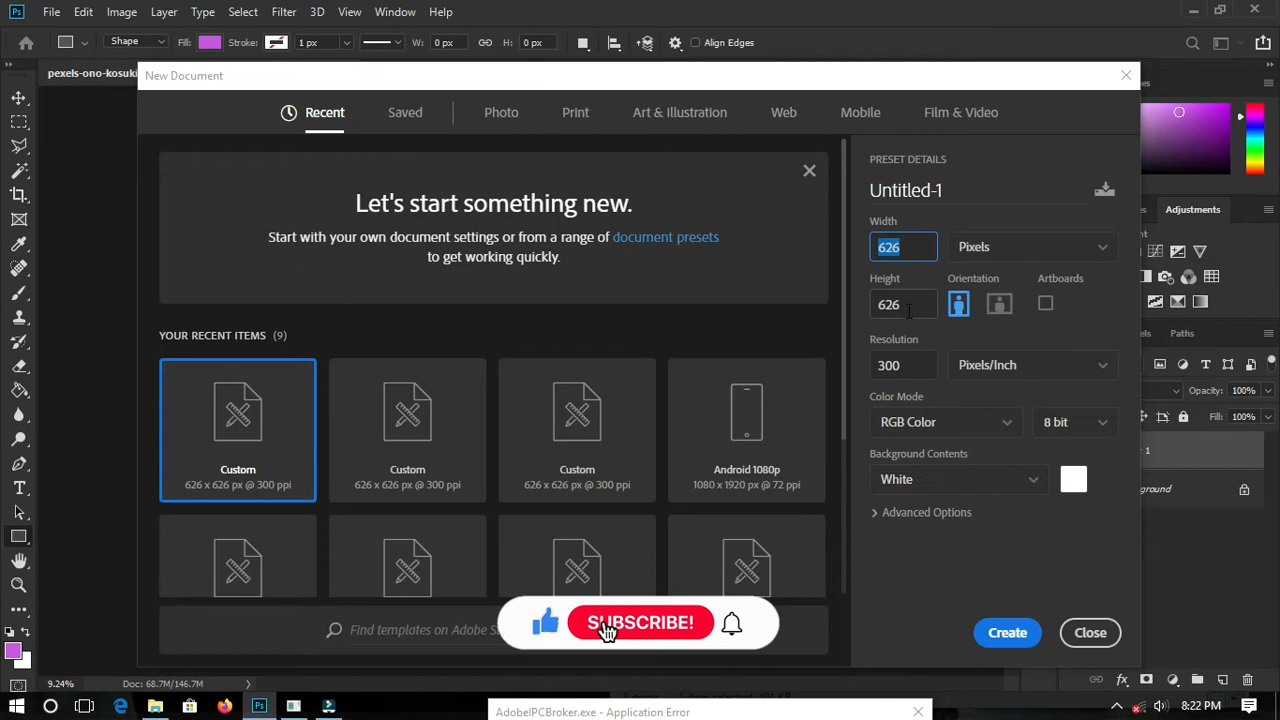 Ps File Edit Image Layer Type Select Filter 3D View Window Help
Shape Fill: Stroke: 1 px W: 0 px H: 0 px Align Edges
New Document
Recent Saved Photo Print Art & Illustration Web Mobile Film & Video
Let's start something new.
Start with your own document settings or from a range of document presets
to get working quickly.
YOUR RECENT ITEMS (9)
Custom
626 x 626 px @ 300 ppi
Custom
626 x 626 px @ 300 ppi
Custom
626 x 626 px @ 300 ppi
Android 1080p
1080 x 1920 px @ 72 ppi
Find templates on Adobe
SUBSCRIBE!
PRESET DETAILS
Untitled-1
Width
626 Pixels
Height Orientation Artboards
626
Resolution
300 Pixels/Inch
Color Mode
RGB Color 8 bit
Background Contents
White
Advanced Options
Create Close
Adjustments
Paths
Opacity: 100%
Fill: 100%
1
9.24% Doc: 68.7M/146.7M
AdobeIPCBroker.exe - Application Error
Ps
8:22 PM